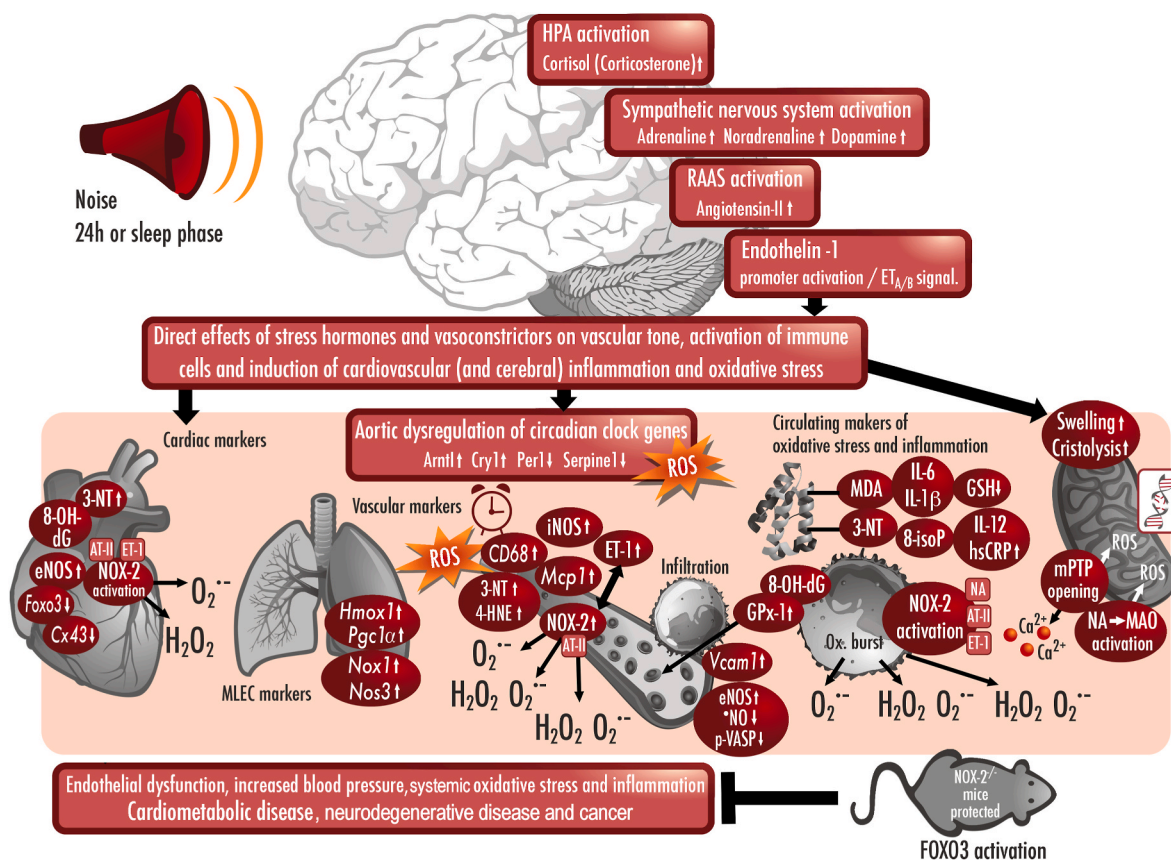 HPA activation
Cortisol (Corticosterone)↑
Sympathetic nervous system activation
Adrenaline↑ Noradrenaline↑ Dopamine↑
RAAS activation
Angiotensin-II ↑
Endothelin -1
promoter activation / ETA/B signal.
Noise
24h or sleep phase
Direct effects of stress hormones and vasoconstrictors on vascular tone, activation of immune
cells and induction of cardiovascular (and cerebral) inflammation and oxidative stress
Cardiac markers
3-NT↑
8-OH-
dG
AT-II
ET-1
eNOS↑
NOX-2
activation
Foxo3↓
Cx43↓
O2•−
H2O2
MLEC markers
Hmox1↑
Pgc1α↑
Nox1↑
Nos3↑
Aortic dysregulation of circadian clock genes
Arntl↑ Cry1↑ Per1↓ Serpine1↓
ROS
Vascular markers
ROS
CD68↑
iNOS↑
ET-1↑
Mcp1↑
3-NT↑
4-HNE↑
NOX-2↑
AT-II
O2•−
H2O2 O2•−
H2O2 O2•−
Infiltration
Vcam1↑
eNOS↑
•NO↓
p-VASP↓
Circulating makers of
oxidative stress and inflammation
MDA
IL-6
IL-1β
GSH↓
3-NT
8-isoP
IL-12
hsCRP↑
8-OH-dG
GPx-1↑
NOX-2
activation
NA
AT-II
ET-1
Ox. burst
O2•−
H2O2 O2•−
H2O2 O2•−
Swelling↑
Cristolysis↑
ROS
ROS
mPTP
opening
NA→MAO
activation
Ca2+
Ca2+
Endothelial dysfunction, increased blood pressure, systemic oxidative stress and inflammation
Cardiometabolic disease, neurodegenerative disease and cancer
NOX-2-/-
mice
protected
FOXO3 activation